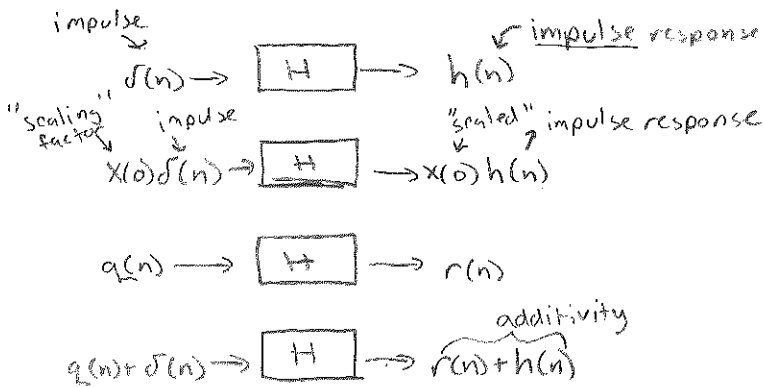 impulse
impulse response
δ(n) → H → h(n)
"scaling" factor impulse "scaled" impulse response
x(0)δ(n) → H → x(0)h(n)
q(n) → H → r(n)
additivity
q(n)+δ(n) → H → r(n)+h(n)